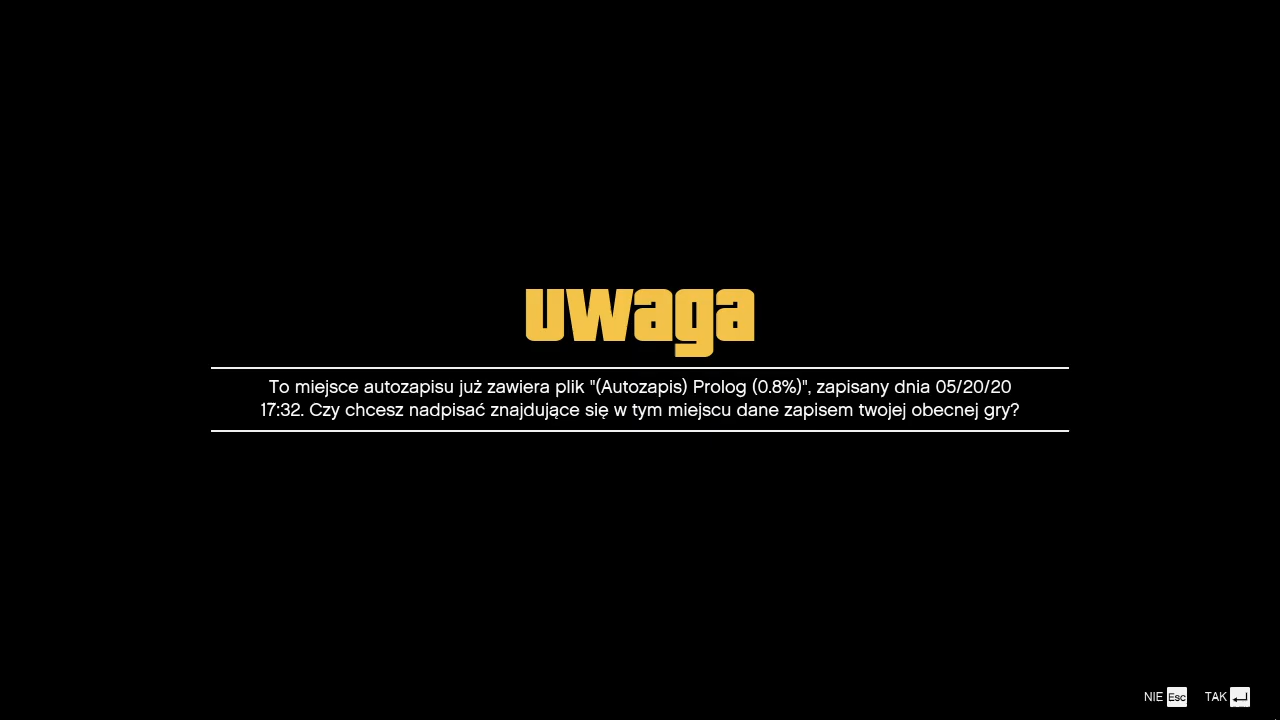 uwaga
To miejsce autozapisu już zawiera plik "(Autozapis) Prolog (0.8%)", zapisany dnia 05/20/20
17:32. Czy chcesz nadpisać znajdujące się w tym miejscu dane zapisem twojej obecnej gry?
NIE Esc TAK